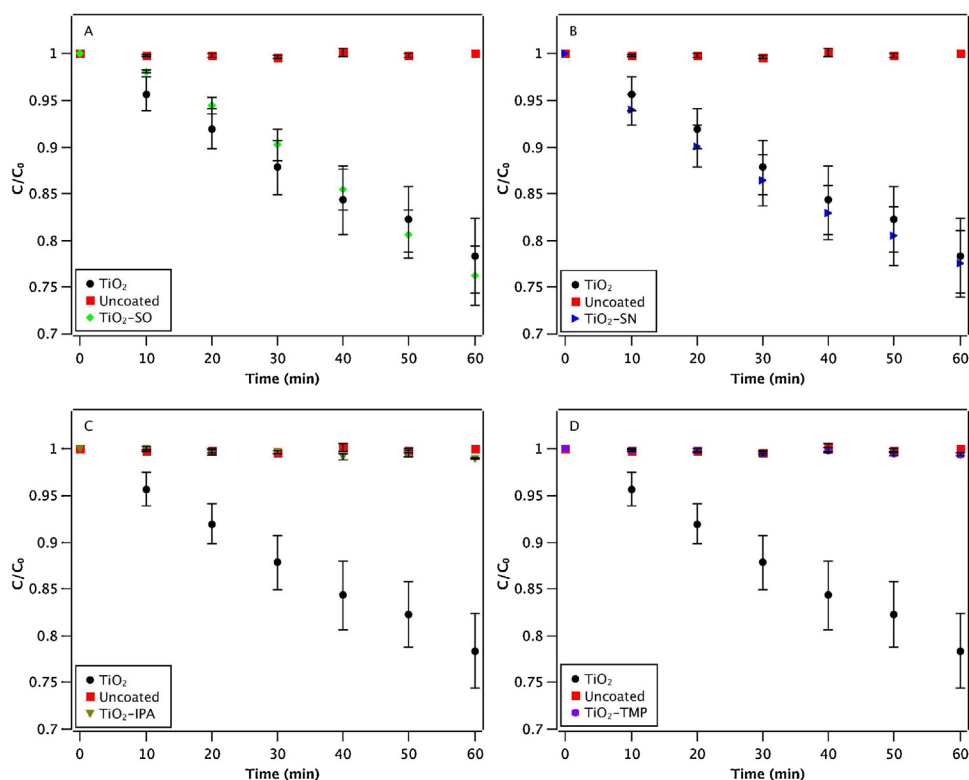 A
1
0.95
0.9
C/C₀
0.85
0.8
0.75
0.7
TiO₂
Uncoated
TiO₂-SO
0 10 20 30 40 50 60
Time (min)
B
1
0.95
0.9
C/C₀
0.85
0.8
0.75
0.7
TiO₂
Uncoated
TiO₂-SN
0 10 20 30 40 50 60
Time (min)
C
1
0.95
0.9
C/C₀
0.85
0.8
0.75
0.7
TiO₂
Uncoated
TiO₂-IPA
0 10 20 30 40 50 60
Time (min)
D
1
0.95
0.9
C/C₀
0.85
0.8
0.75
0.7
TiO₂
Uncoated
TiO₂-TMP
0 10 20 30 40 50 60
Time (min)